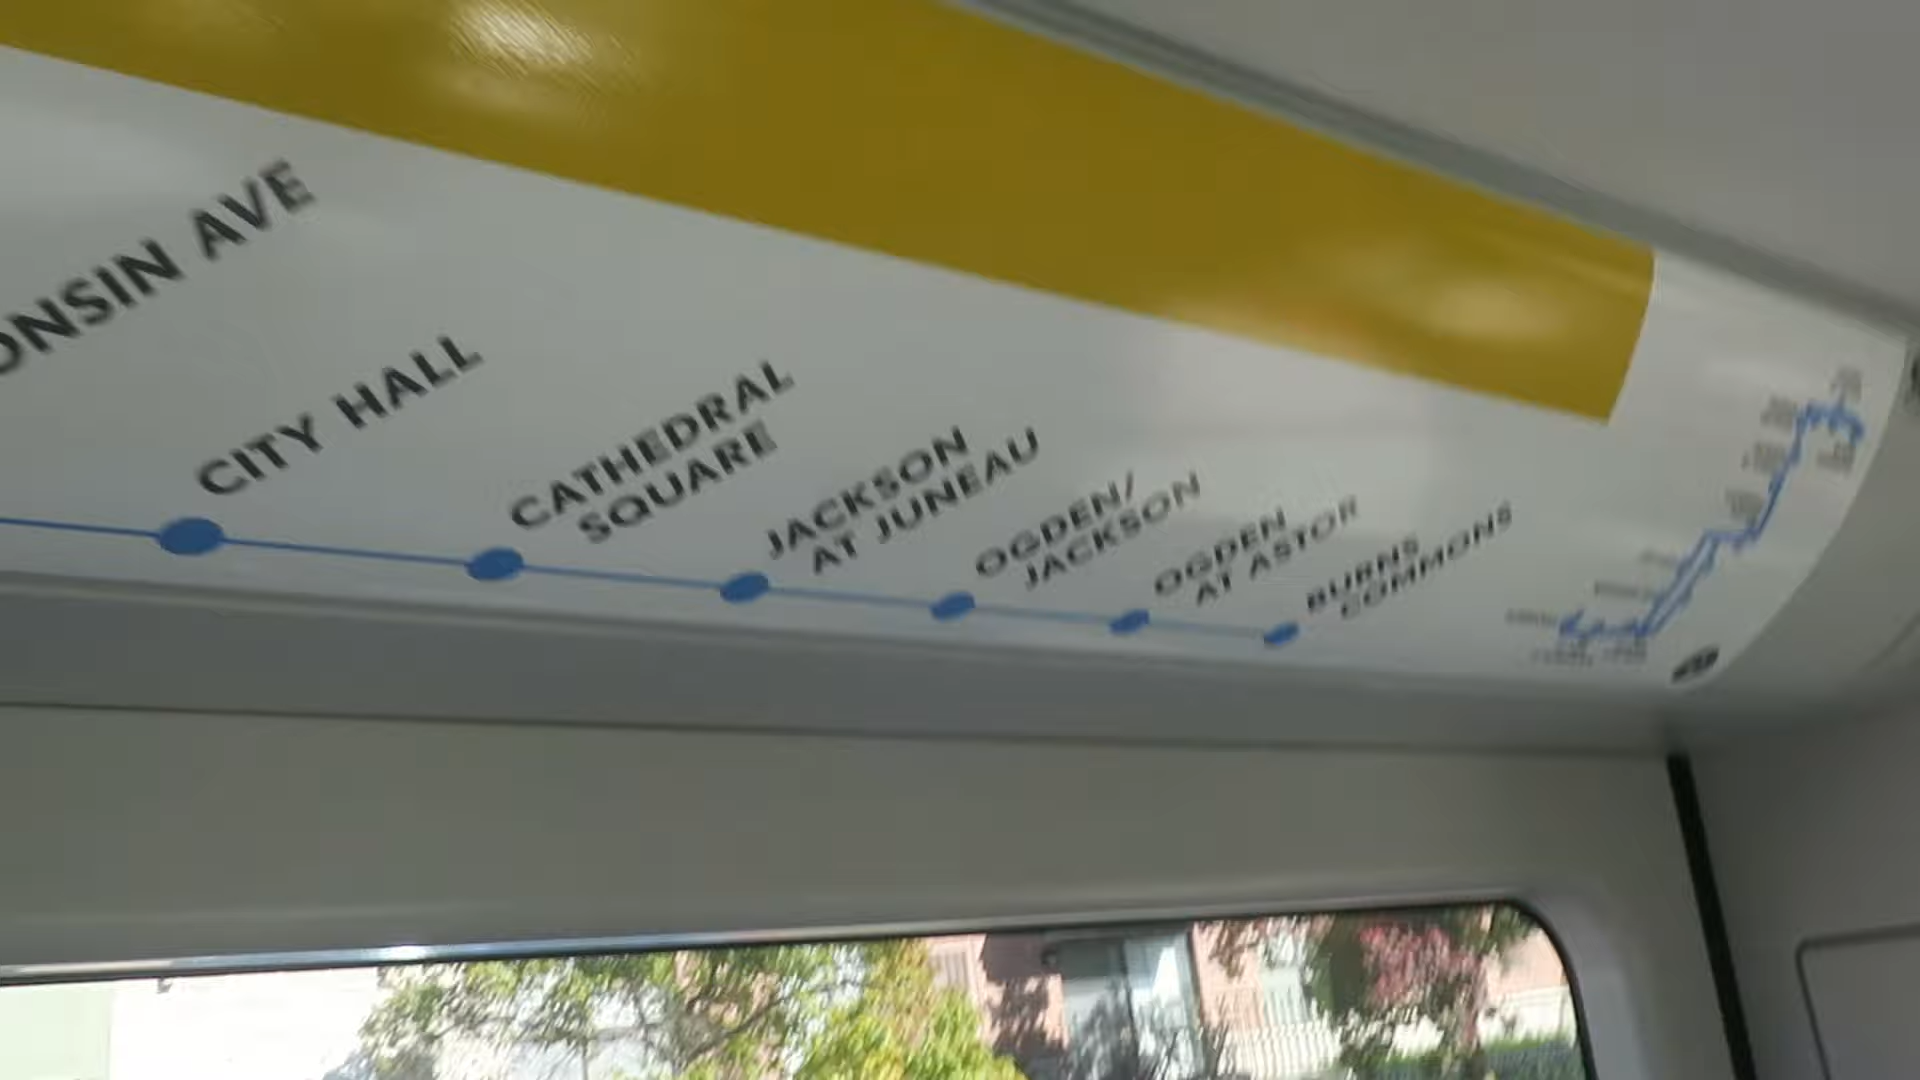 ONSIN AVE
CITY HALL
CATHEDRAL
SQUARE
JACKSON
AT JUNEAU
OGDEN/
JACKSON
OGDEN
AT ASTOR
BURNS
COMMONS